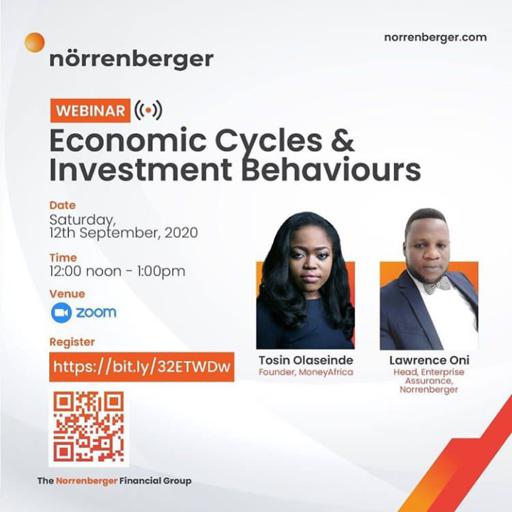 norrenberger.com
nörrenberger
WEBINAR
Economic Cycles &
Investment Behaviours
Date
Saturday,
12th September, 2020
Time
12:00 noon - 1:00pm
Venue
zoom
Register
https://bit.ly/32ETWDw
Tosin Olaseinde
Founder, MoneyAfrica
Lawrence Oni
Head, Enterprise
Assurance,
Norrenberger
The Norrenberger Financial Group